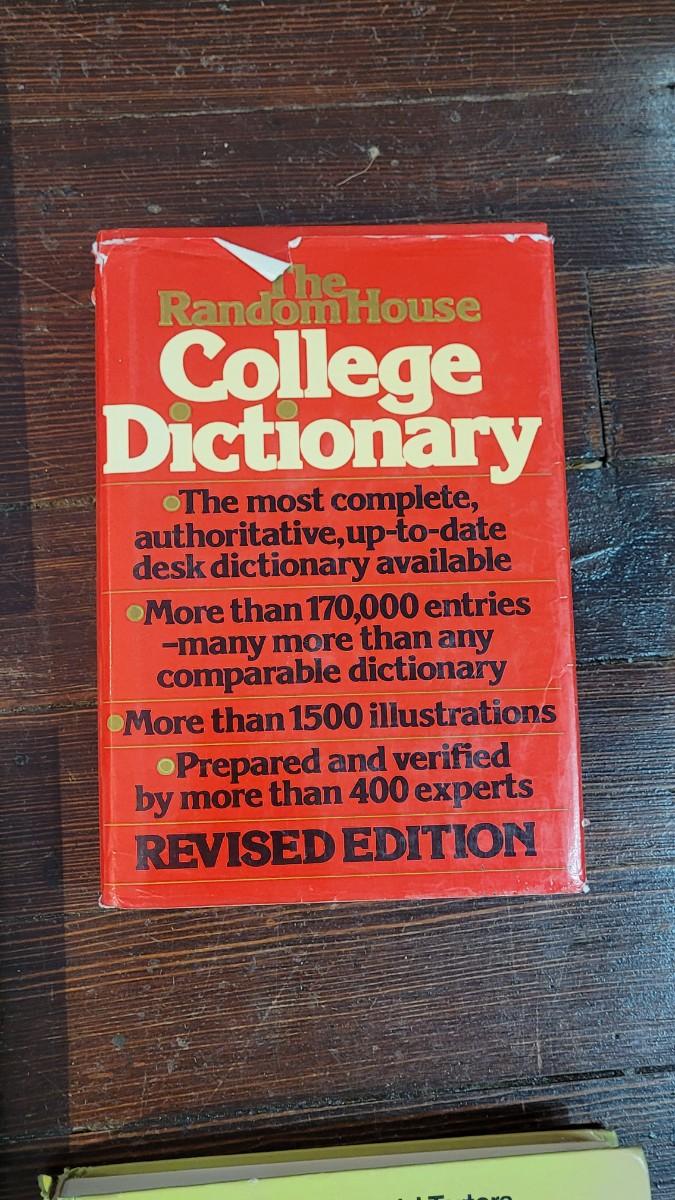 The
Random House
College
Dictionary
•The most complete,
authoritative, up-to-date
desk dictionary available
•More than 170,000 entries
–many more than any
comparable dictionary
•More than 1500 illustrations
•Prepared and verified
by more than 400 experts
REVISED EDITION